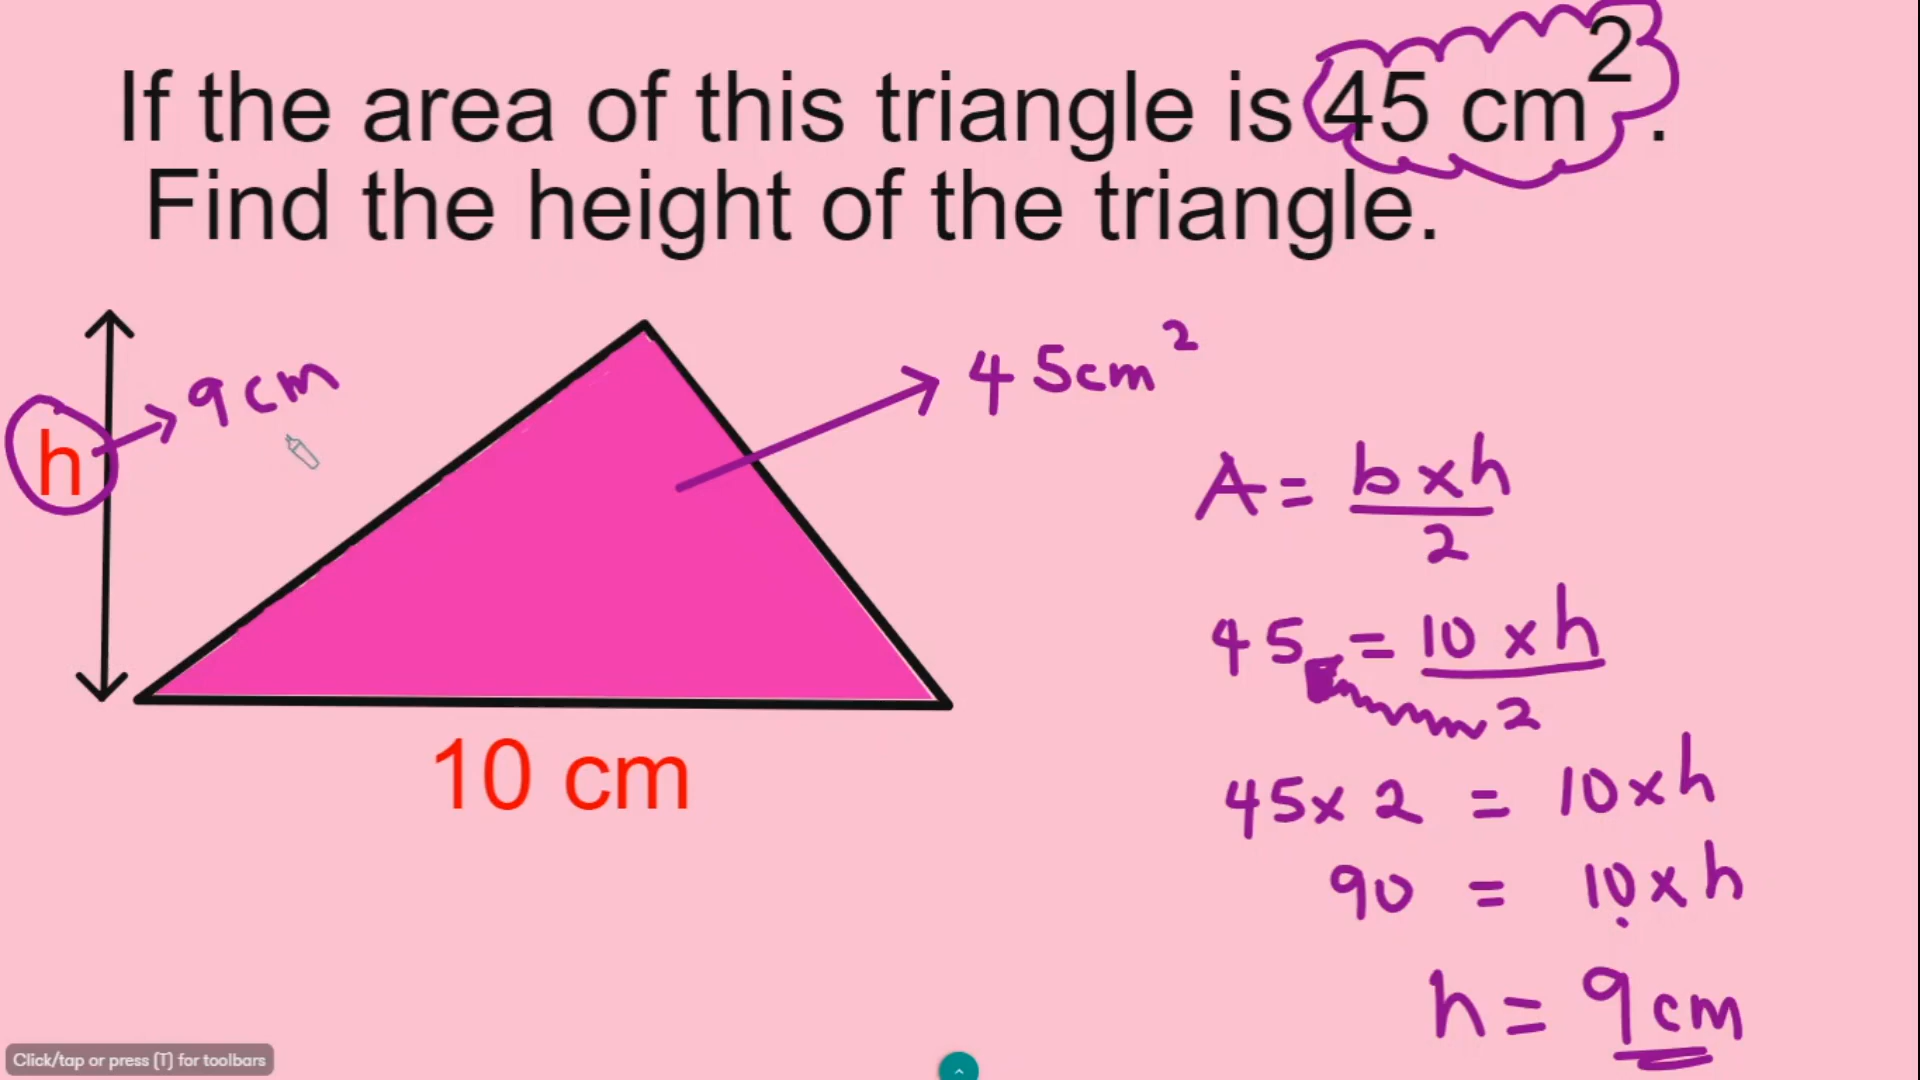 If the area of this triangle is 45 cm².
Find the height of the triangle.
h
9cm
45cm²
10 cm
A = b x h / 2
45 = 10 x h / 2
45 x 2 = 10 x h
90 = 10 x h
h = 9cm
Click/tap or press (T) for toolbars